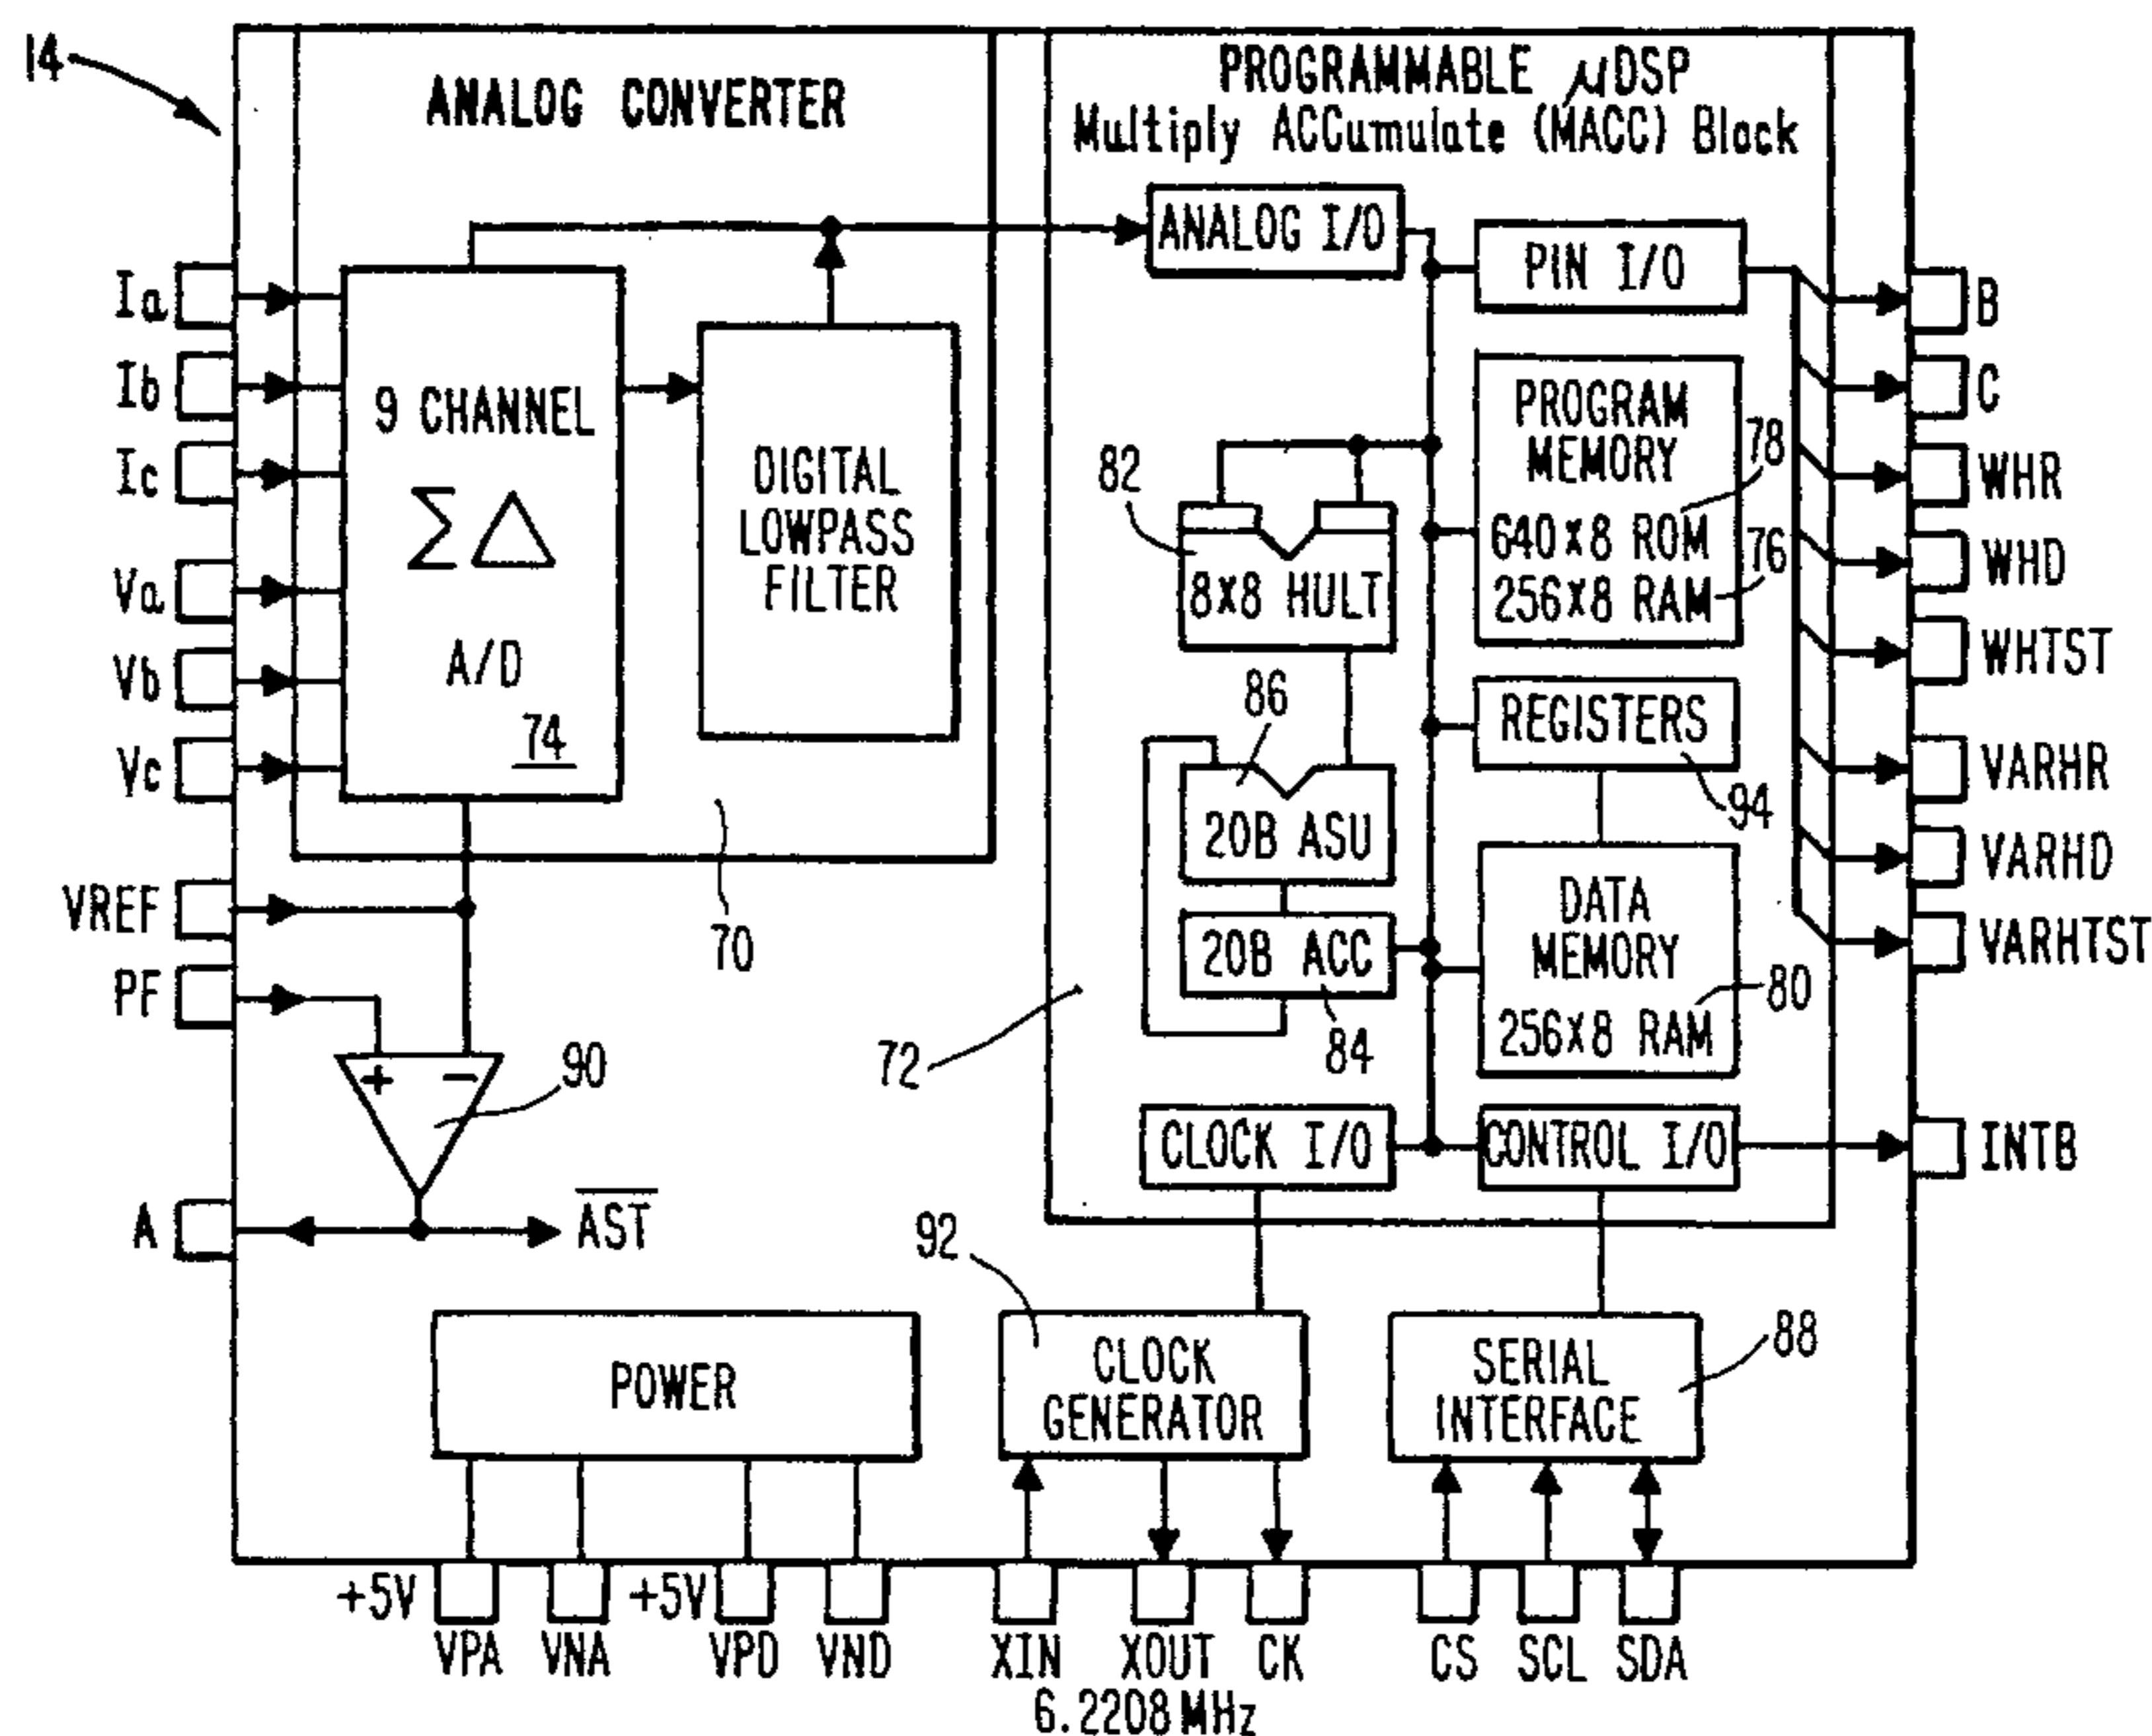 14
ANALOG CONVERTER
PROGRAMMABLE μDSP
Multiply ACCumulate (MACC) Block
ANALOG I/O
PIN I/O
Ia
Ib
Ic
Va
Vb
Vc
VREF
PF
A
9 CHANNEL
Σ Δ
A/D
74
DIGITAL
LOWPASS
FILTER
70
+ −
90
AST
82
8x8 HULT
86
20B ASU
20B ACC
84
72
PROGRAM
MEMORY
78
640x8 ROM
76
256x8 RAM
REGISTERS
94
DATA
MEMORY
80
256x8 RAM
CLOCK I/O
CONTROL I/O
B
C
WHR
WHD
WHTST
VARHR
VARHD
VARHTST
INTB
POWER
92
CLOCK
GENERATOR
88
SERIAL
INTERFACE
+5V
VPA
VNA
+5V
VPD
VND
XIN
XOUT
CK
6.2208 MHz
CS
SCL
SDA